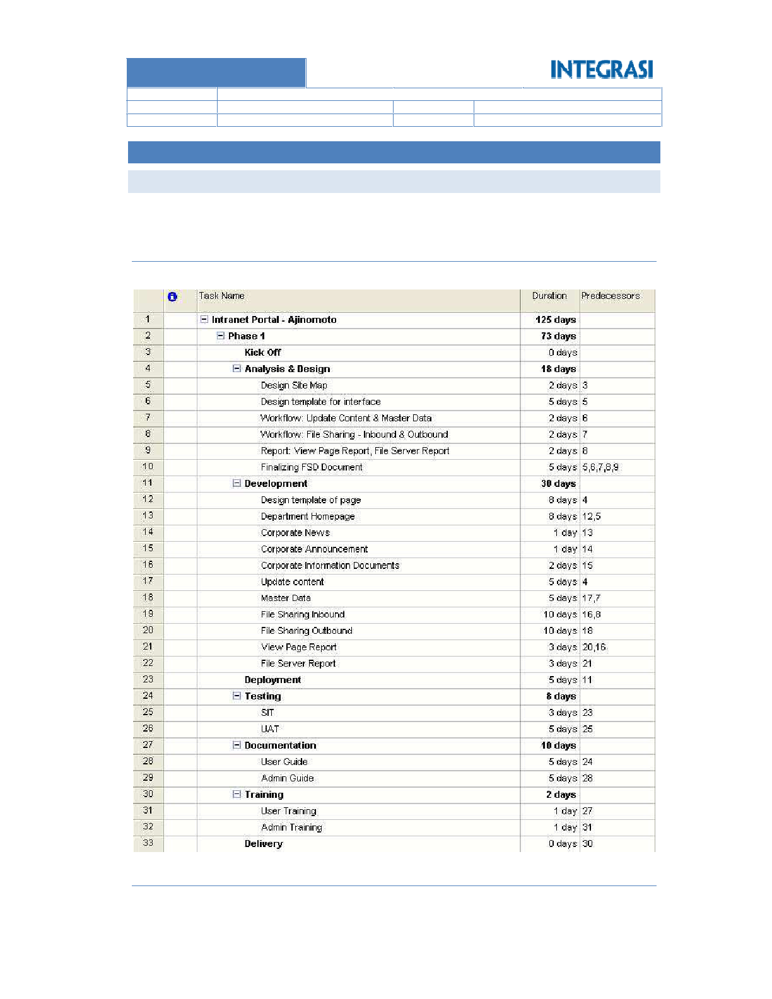 INTEGRASI
Task Name Duration Predecessors
1 Intranet Portal - Ajinomoto 125 days
2 Phase 1 73 days
3 Kick Off 0 days
4 Analysis & Design 18 days
5 Design Site Map 2 days 3
6 Design template for interface 5 days 5
7 Workflow: Update Content & Master Data 2 days 6
8 Workflow: File Sharing - Inbound & Outbound 2 days 7
9 Report: View Page Report, File Server Report 2 days 8
10 Finalizing FSD Document 5 days 5,6,7,8,9
11 Development 30 days
12 Design template of page 8 days 4
13 Department Homepage 8 days 12,5
14 Corporate News 1 day 13
15 Corporate Announcement 1 day 14
16 Corporate Information Documents 2 days 15
17 Update content 5 days 4
18 Master Data 5 days 17,7
19 File Sharing Inbound 10 days 16,8
20 File Sharing Outbound 10 days 18
21 View Page Report 3 days 20,16
22 File Server Report 3 days 21
23 Deployment 5 days 11
24 Testing 8 days
25 SIT 3 days 23
26 UAT 5 days 25
27 Documentation 10 days
28 User Guide 5 days 24
29 Admin Guide 5 days 28
30 Training 2 days
31 User Training 1 day 27
32 Admin Training 1 day 31
33 Delivery 0 days 30